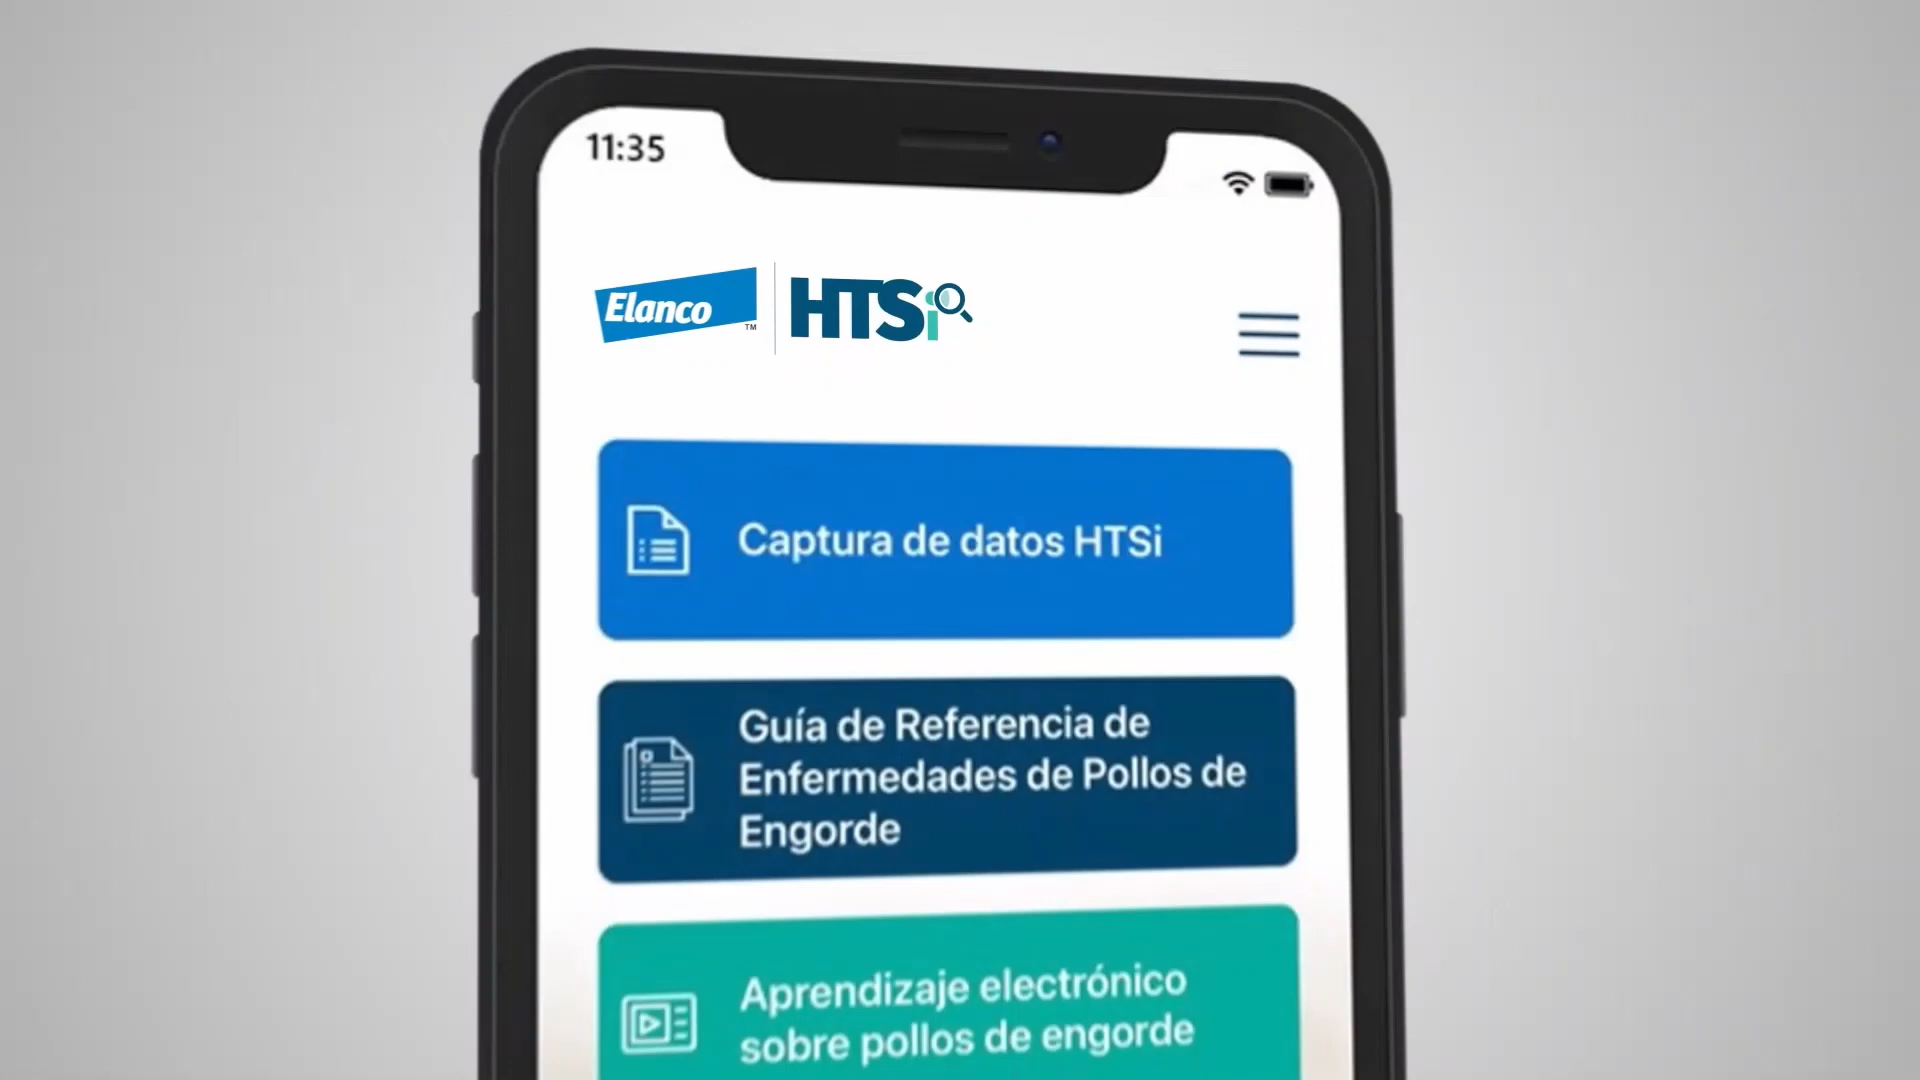 11:35
Elanco TM
HTSi
Captura de datos HTSi
Guía de Referencia de
Enfermedades de Pollos de
Engorde
Aprendizaje electrónico
sobre pollos de engorde